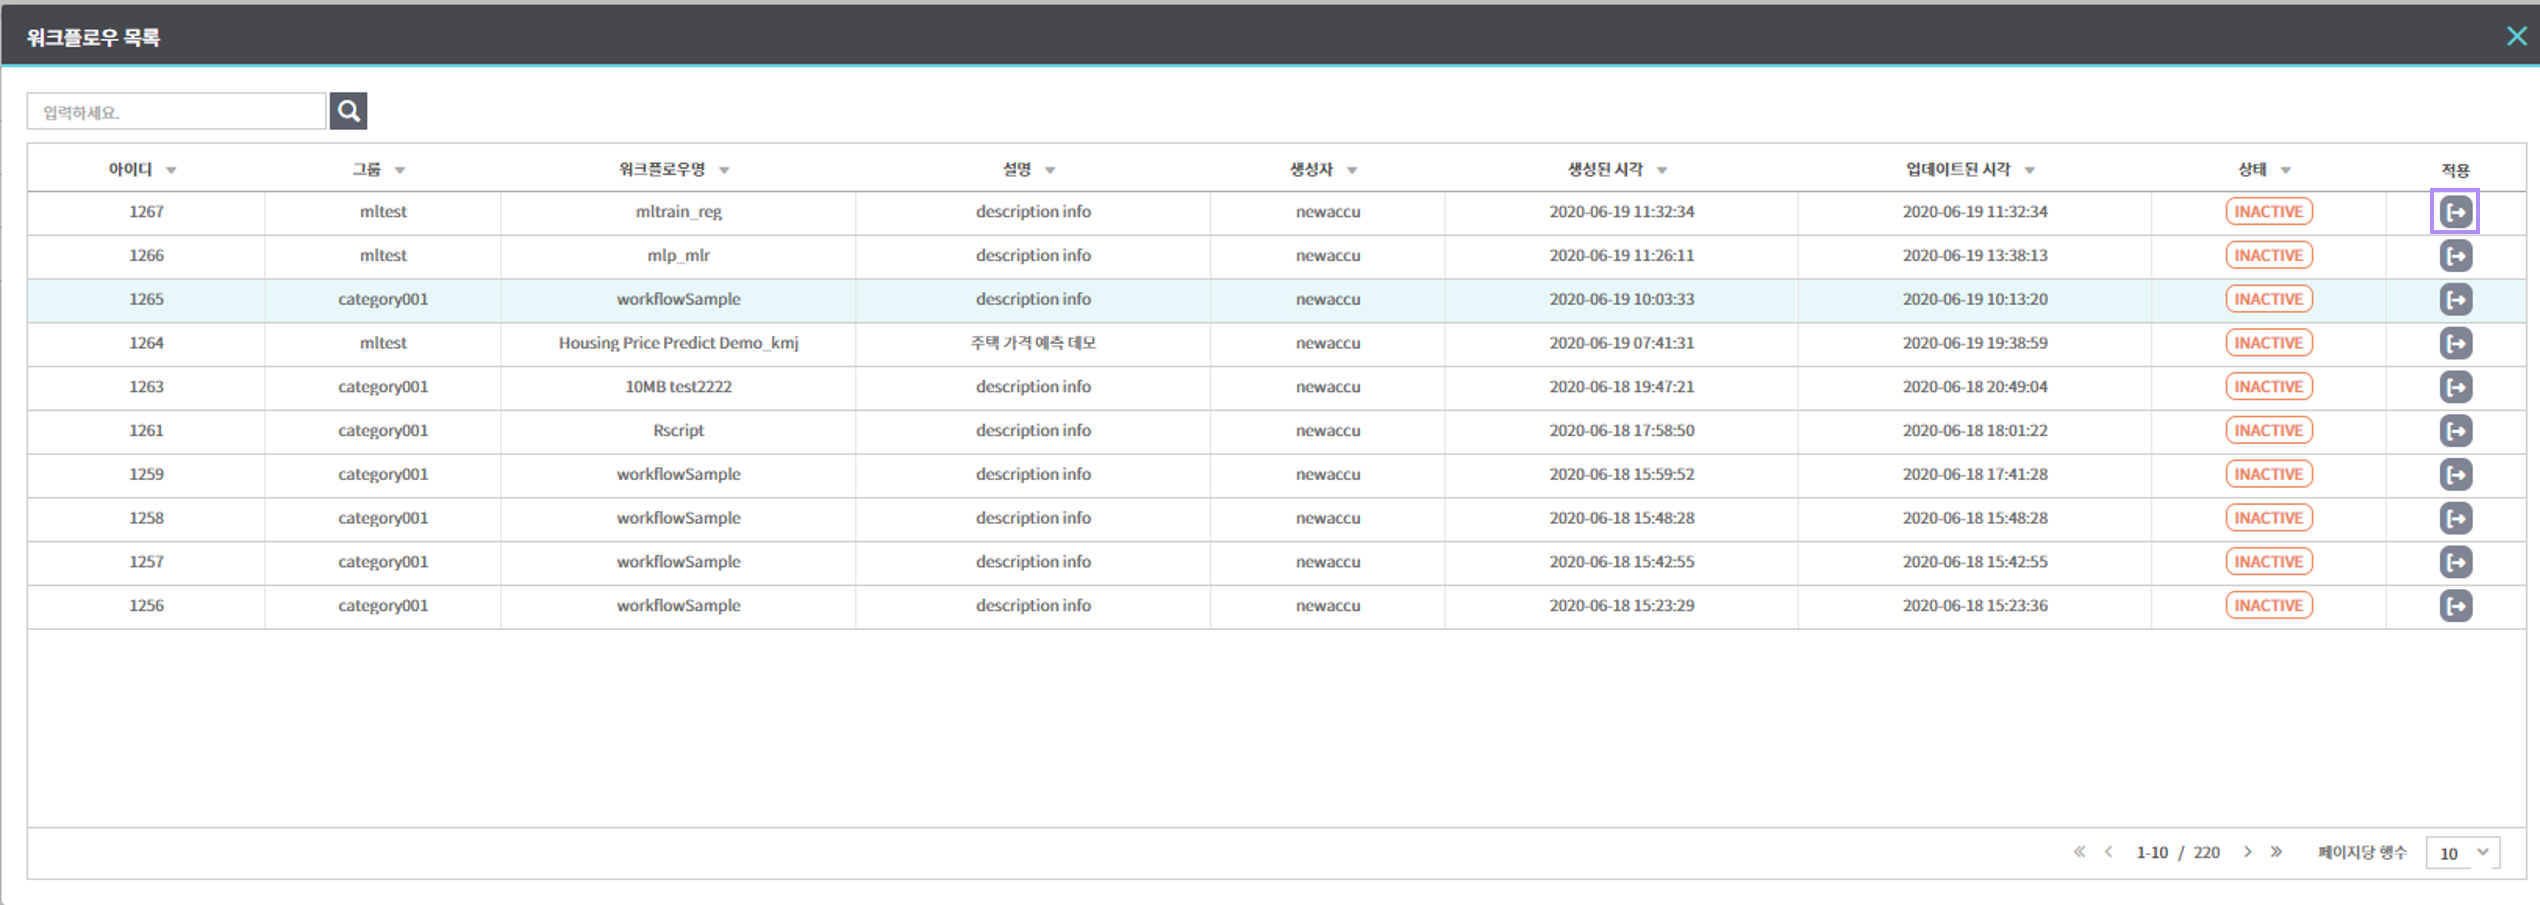 워크플로우 목록
입력하세요.
아이디 그룹 워크플로우명 설명 생성자 생성된 시각 업데이트된 시각 상태 적용
1267 mltest mltrain_reg description info newaccu 2020-06-19 11:32:34 2020-06-19 11:32:34 INACTIVE
1266 mltest mlp_mlr description info newaccu 2020-06-19 11:26:11 2020-06-19 13:38:13 INACTIVE
1265 category001 workflowSample description info newaccu 2020-06-19 10:03:33 2020-06-19 10:13:20 INACTIVE
1264 mltest Housing Price Predict Demo_kmj 주택 가격 예측 데모 newaccu 2020-06-19 07:41:31 2020-06-19 19:38:59 INACTIVE
1263 category001 10MB test2222 description info newaccu 2020-06-18 19:47:21 2020-06-18 20:49:04 INACTIVE
1261 category001 Rscript description info newaccu 2020-06-18 17:58:50 2020-06-18 18:01:22 INACTIVE
1259 category001 workflowSample description info newaccu 2020-06-18 15:59:52 2020-06-18 17:41:28 INACTIVE
1258 category001 workflowSample description info newaccu 2020-06-18 15:48:28 2020-06-18 15:48:28 INACTIVE
1257 category001 workflowSample description info newaccu 2020-06-18 15:42:55 2020-06-18 15:42:55 INACTIVE
1256 category001 workflowSample description info newaccu 2020-06-18 15:23:29 2020-06-18 15:23:36 INACTIVE
1-10 / 220 페이지당 행수 10